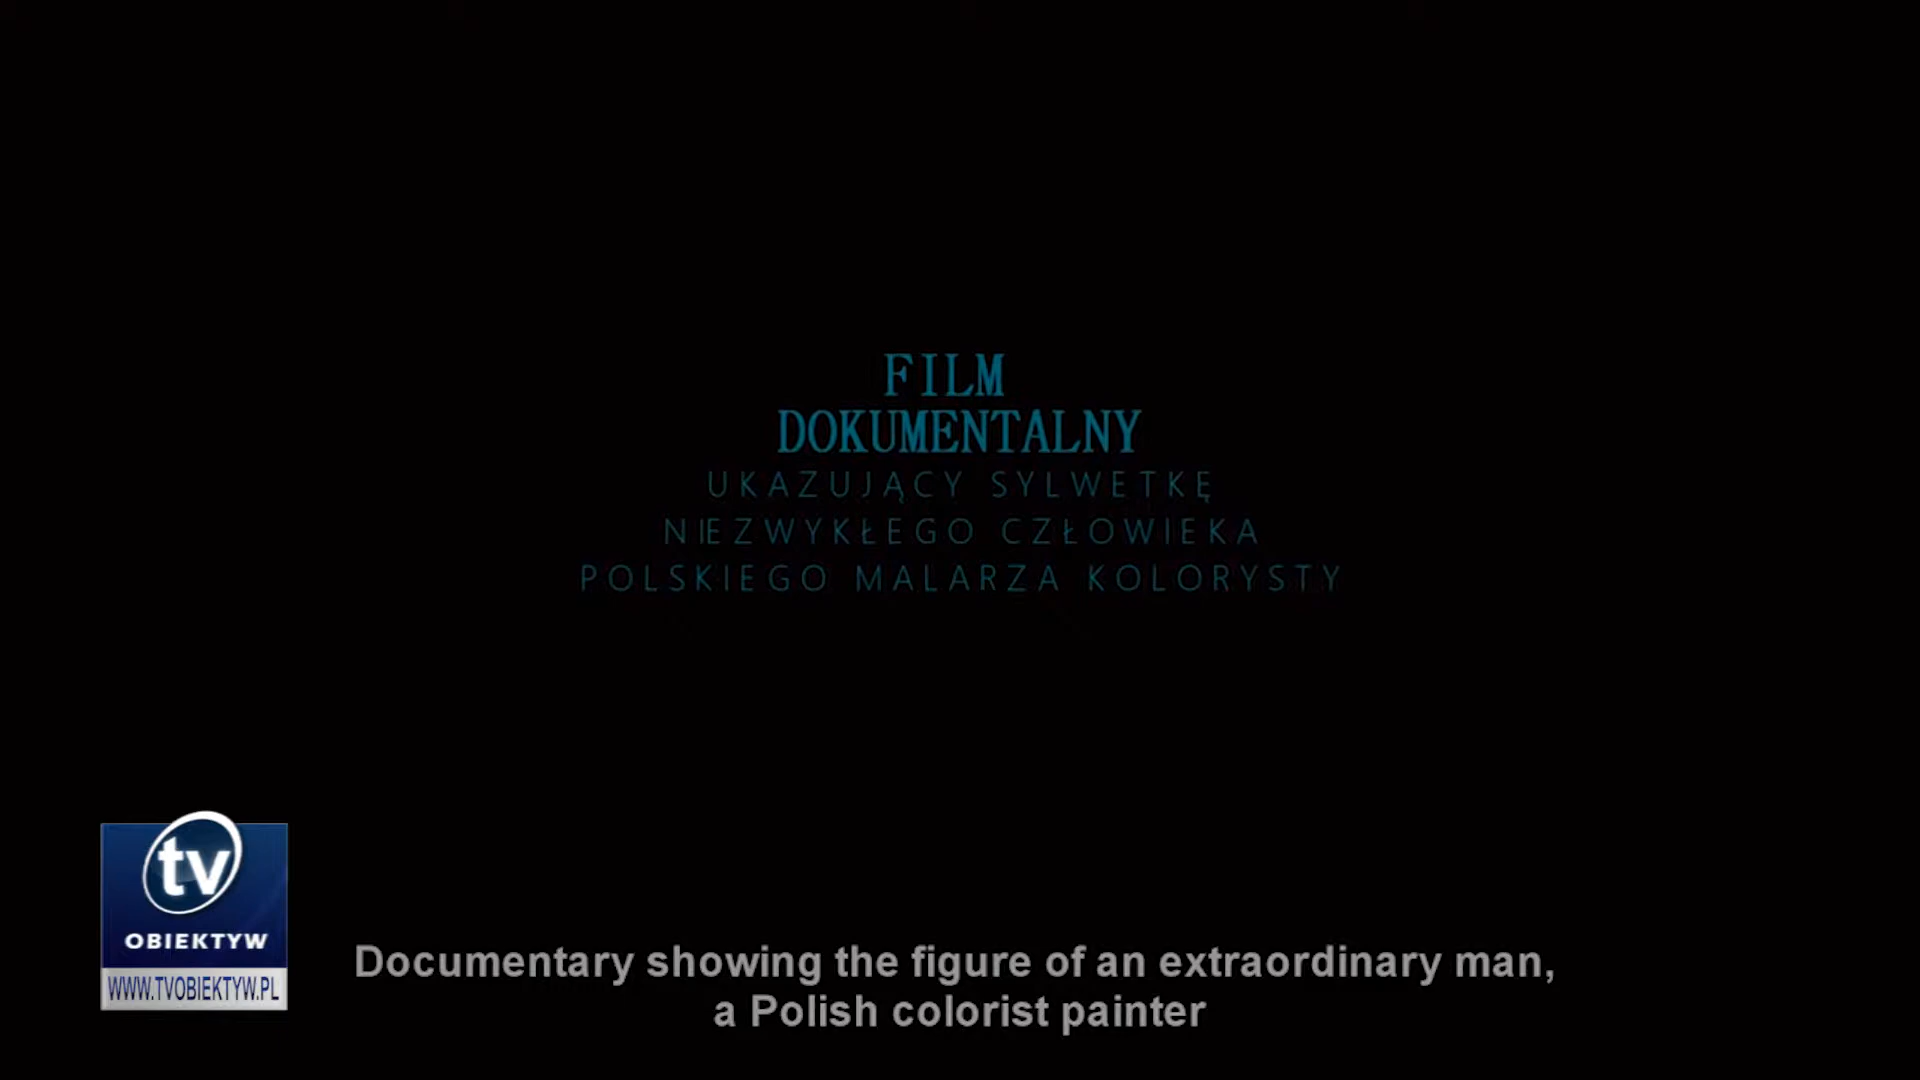 FILM
DOKUMENTALNY
UKAZUJĄCY SYLWETKĘ
NIEZWYKŁEGO CZŁOWIEKA
POLSKIEGO MALARZA KOLORYSTY
tv
OBIEKTYW
WWW.TVOBIEKTYW.PL
Documentary showing the figure of an extraordinary man,
a Polish colorist painter